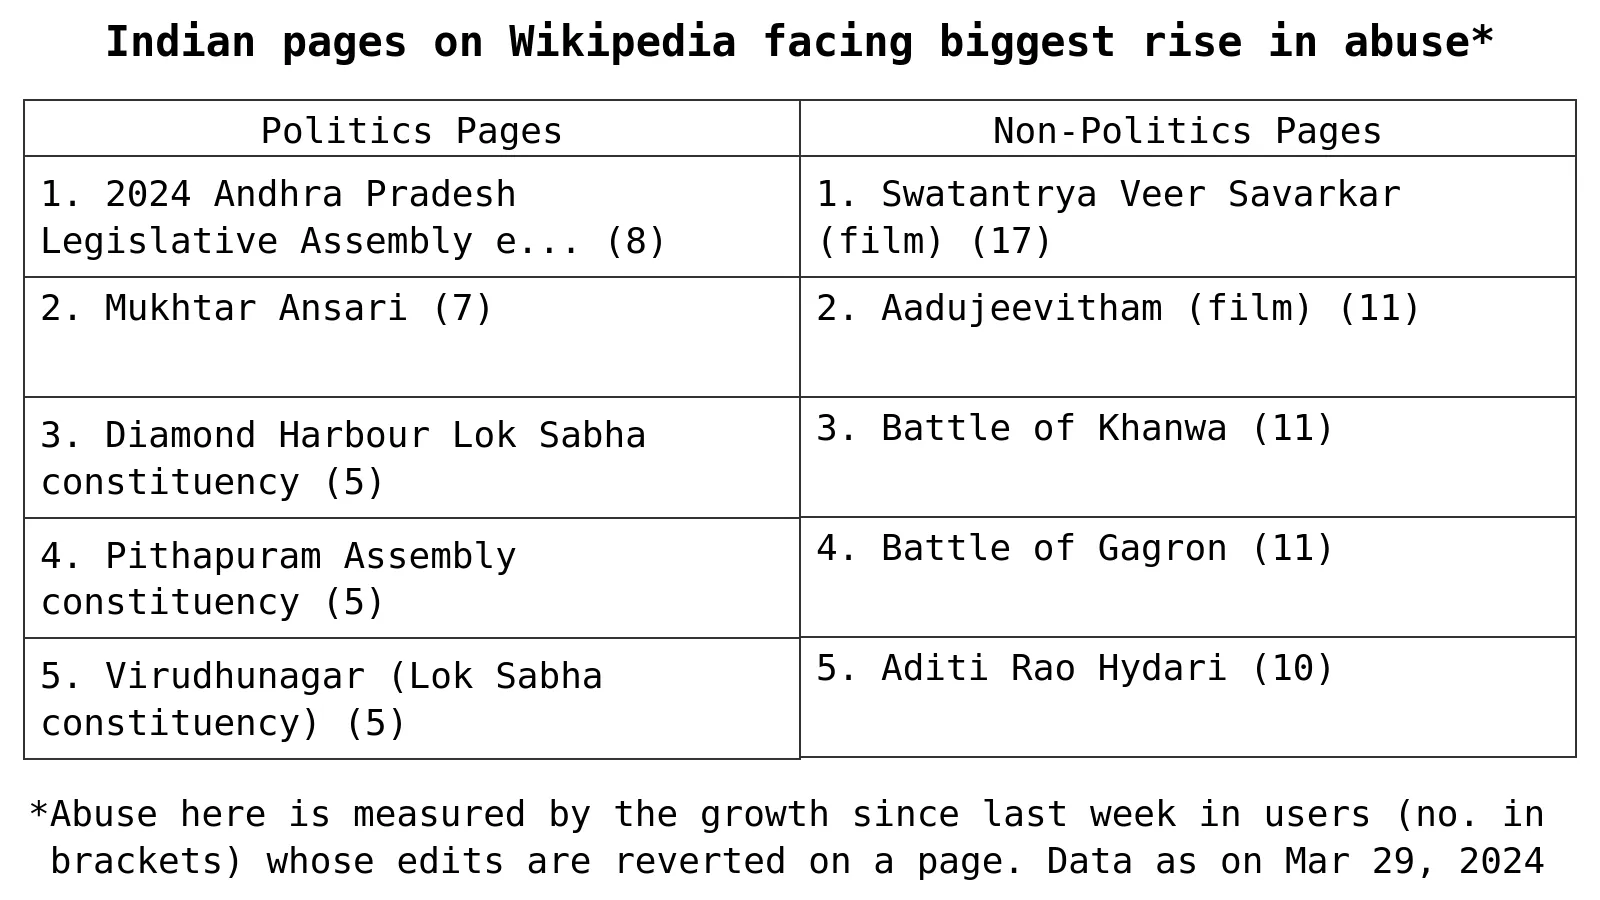 Indian pages on Wikipedia facing biggest rise in abuse*
Politics Pages
Non-Politics Pages
1. 2024 Andhra Pradesh
Legislative Assembly e... (8)
1. Swatantrya Veer Savarkar
(film) (17)
2. Mukhtar Ansari (7)
2. Aadujeevitham (film) (11)
3. Diamond Harbour Lok Sabha
constituency (5)
3. Battle of Khanwa (11)
4. Pithapuram Assembly
constituency (5)
4. Battle of Gagron (11)
5. Virudhunagar (Lok Sabha
constituency) (5)
5. Aditi Rao Hydari (10)
*Abuse here is measured by the growth since last week in users (no. in
brackets) whose edits are reverted on a page. Data as on Mar 29, 2024